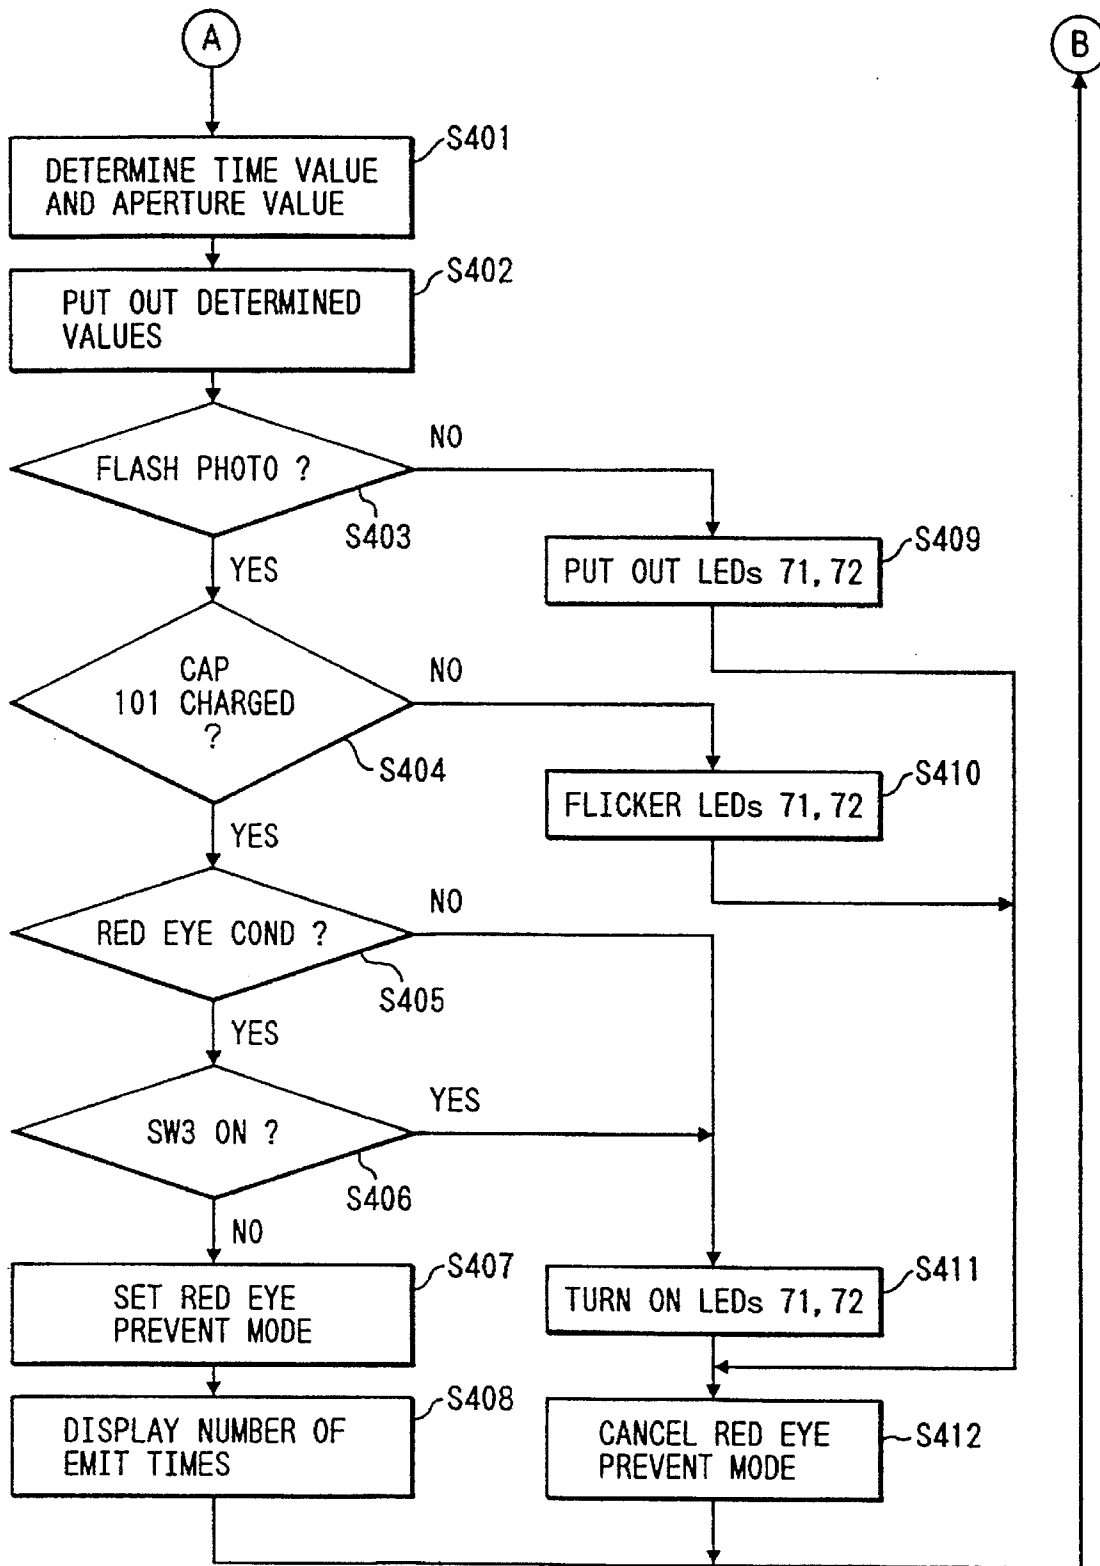 A
B
S401
DETERMINE TIME VALUE
AND APERTURE VALUE
S402
PUT OUT DETERMINED
VALUES
NO
FLASH PHOTO ?
S403
YES
S409
PUT OUT LEDs 71, 72
CAP
101 CHARGED
?
NO
S404
YES
S410
FLICKER LEDs 71, 72
NO
RED EYE COND ?
S405
YES
YES
SW3 ON ?
S406
NO
S407
SET RED EYE
PREVENT MODE
S411
TURN ON LEDs 71, 72
S408
DISPLAY NUMBER OF
EMIT TIMES
CANCEL RED EYE
PREVENT MODE
S412